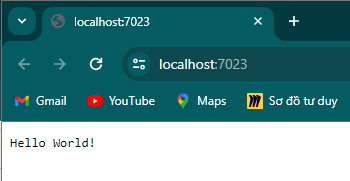 localhost:7023
localhost:7023
Gmail YouTube Maps Sơ đồ tư duy
Hello World!